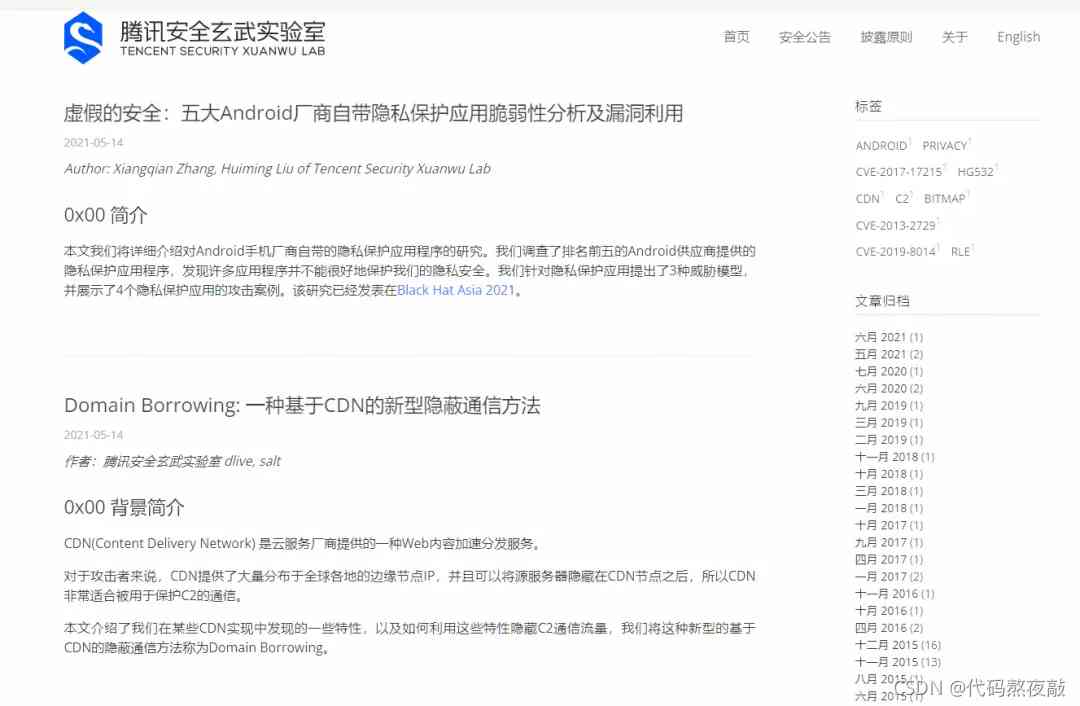 腾讯安全玄武实验室
TENCENT SECURITY XUANWU LAB
首页 安全公告 披露原则 关于 English
虚假的安全：五大Android厂商自带隐私保护应用脆弱性分析及漏洞利用
2021-05-14
Author: Xiangqian Zhang, Huiming Liu of Tencent Security Xuanwu Lab
0x00 简介
本文我们将详细介绍对Android手机厂商自带的隐私保护应用程序的研究。我们调查了排名前五的Android供应商提供的
隐私保护应用程序，发现许多应用程序并不能很好地保护我们的隐私安全。我们针对隐私保护应用提出了3种威胁模型，
并展示了4个隐私保护应用的攻击案例。该研究已经发表在Black Hat Asia 2021。
Domain Borrowing: 一种基于CDN的新型隐蔽通信方法
2021-05-14
作者：腾讯安全玄武实验室 dlive, salt
0x00 背景简介
CDN(Content Delivery Network) 是云服务厂商提供的一种Web内容加速分发服务。
对于攻击者来说，CDN提供了大量分布于全球各地的边缘节点IP，并且可以将源服务器隐藏在CDN节点之后，所以CDN
非常适合被用于保护C2的通信。
本文介绍了我们在某些CDN实现中发现的一些特性，以及如何利用这些特性隐藏C2通信流量，我们将这种新型的基于
CDN的隐蔽通信方法称为Domain Borrowing。
标签
ANDROID PRIVACY
CVE-2017-17215 HG532
CDN C2 BITMAP
CVE-2013-2729
CVE-2019-8014 RLE
文章归档
六月 2021 (1)
五月 2021 (2)
七月 2020 (1)
六月 2020 (2)
九月 2019 (1)
三月 2019 (1)
二月 2019 (1)
十一月 2018 (1)
十月 2018 (1)
三月 2018 (1)
一月 2018 (1)
十月 2017 (1)
九月 2017 (1)
四月 2017 (1)
一月 2017 (2)
十一月 2016 (1)
十月 2016 (1)
四月 2016 (2)
十二月 2015 (16)
十一月 2015 (13)
八月 2015 (1)
六月 2015 (1)
CSDN @代码熬夜敲